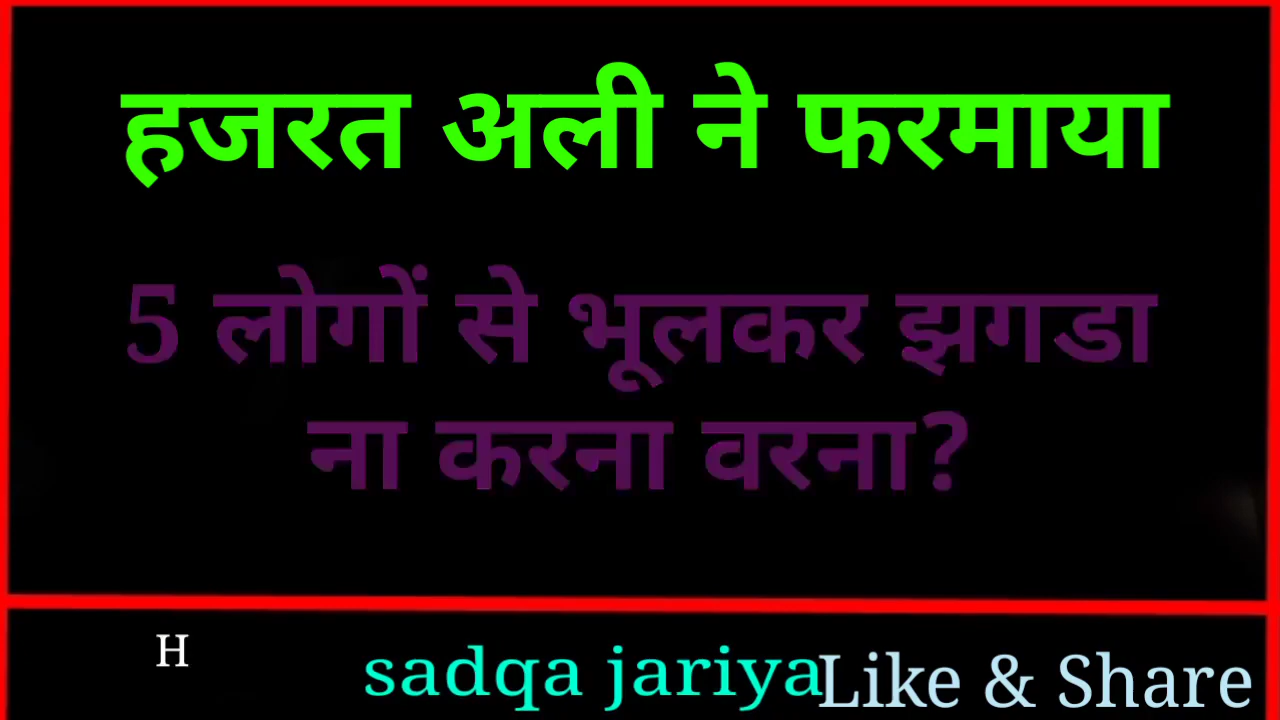 हजरत अली ने फरमाया
5 लोगों से भूलकर झगडा
ना करना वरना?
H
sadqa jariya
Like & Share